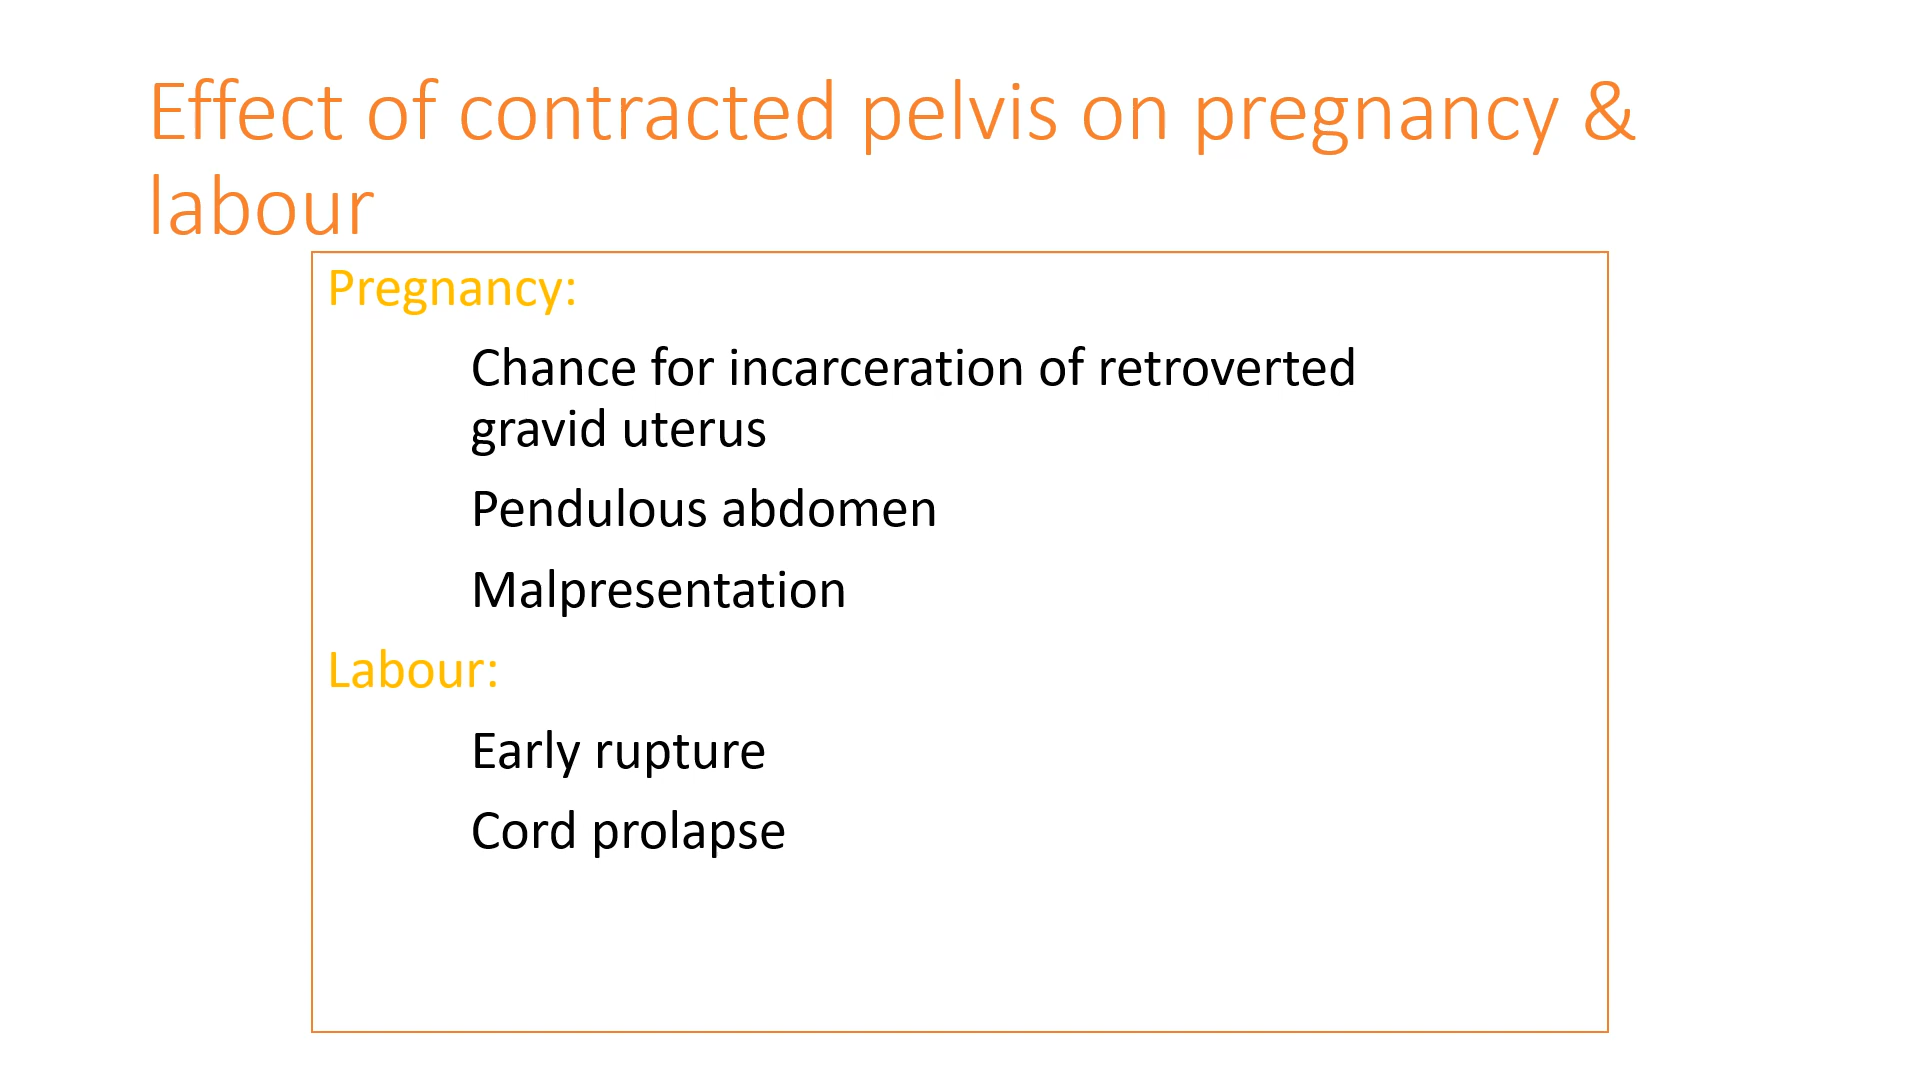 Effect of contracted pelvis on pregnancy &
labour
Pregnancy:
Chance for incarceration of retroverted
gravid uterus
Pendulous abdomen
Malpresentation
Labour:
Early rupture
Cord prolapse